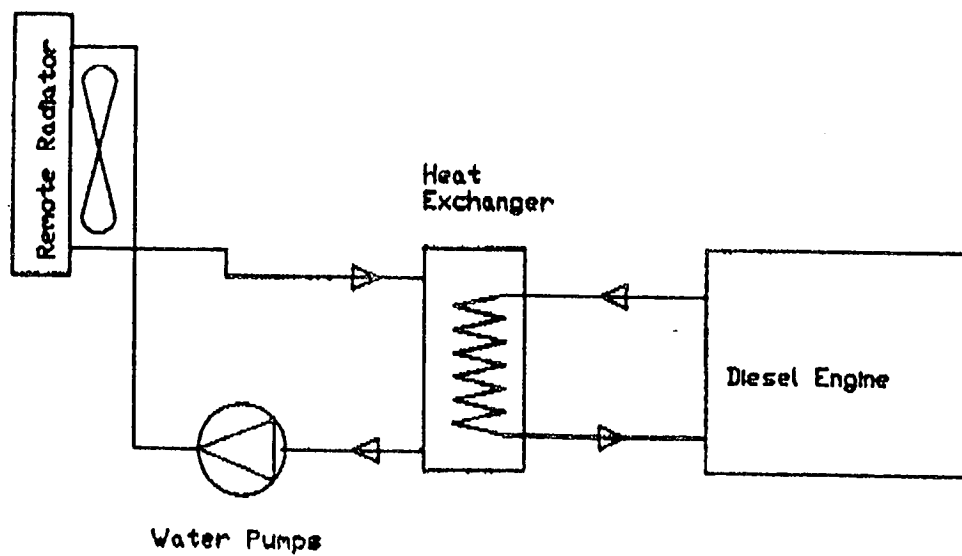 Remote Radiator
Heat
Exchanger
Diesel Engine
Water Pumps